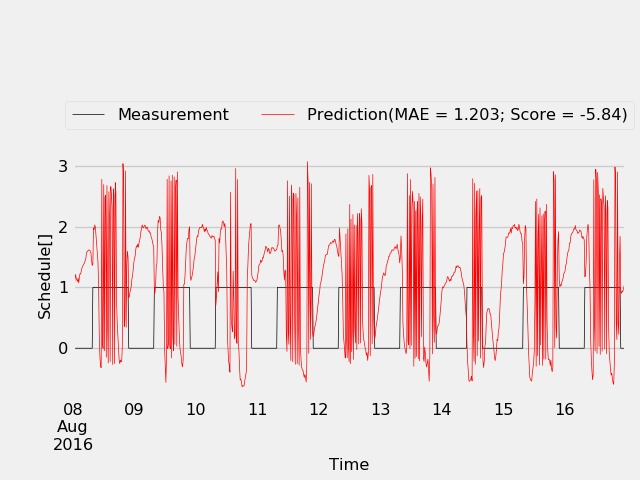 Measurement
Prediction(MAE = 1.203; Score = -5.84)
3
2
1
0
Schedule[]
08 09 10 11 12 13 14 15 16
Aug
2016
Time